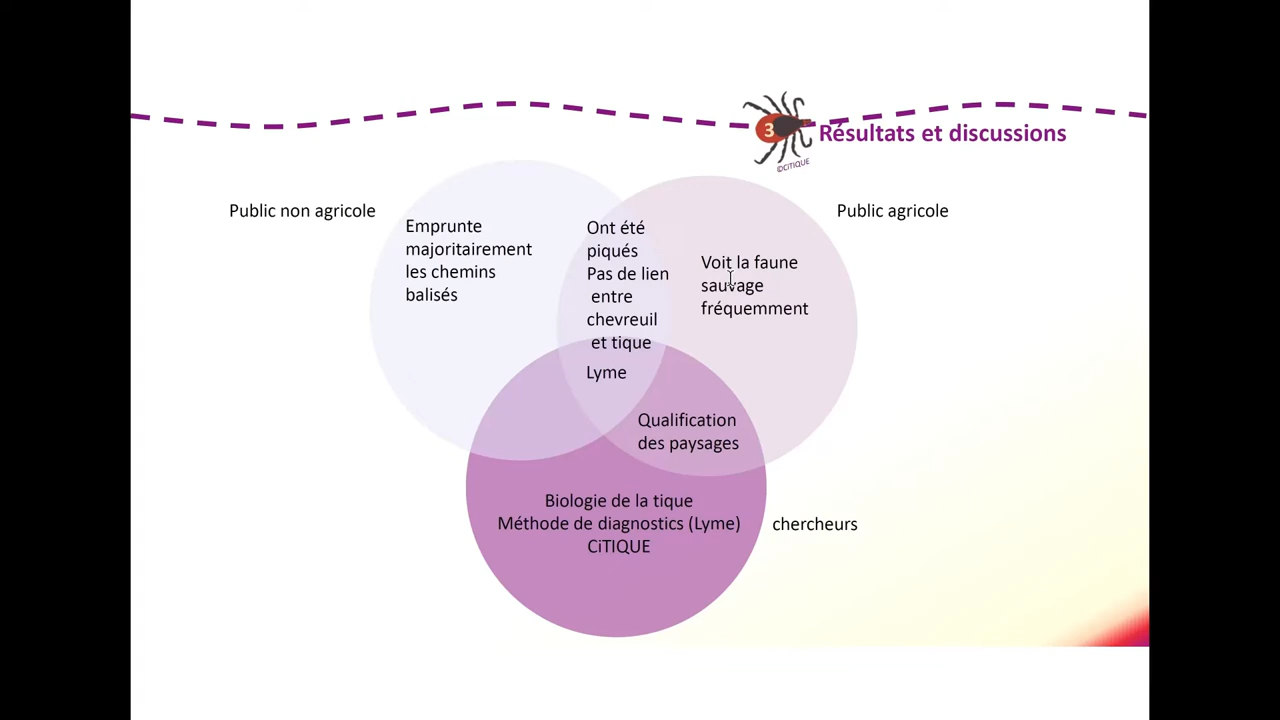 3
Résultats et discussions
©CiTIQUE
Public non agricole
Emprunte
majoritairement
les chemins
balisés
Ont été
piqués
Pas de lien
entre
chevreuil
et tique
Lyme
Voit la faune
sauvage
fréquemment
Public agricole
Qualification
des paysages
Biologie de la tique
Méthode de diagnostics (Lyme)
CiTIQUE
chercheurs